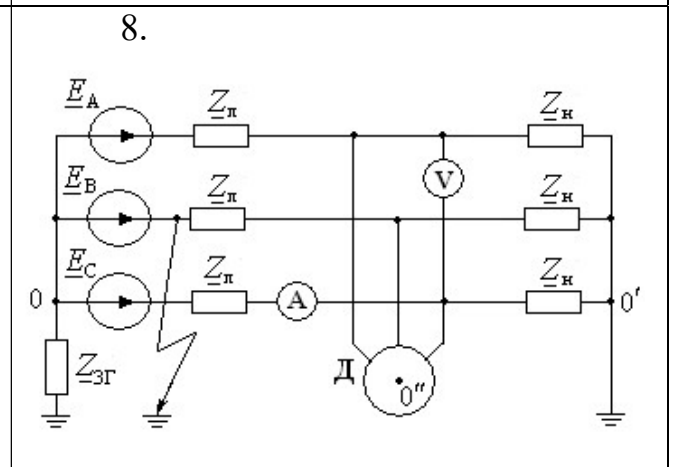 8.
E_A Z_л Z_н
V
E_B Z_л Z_н
E_C Z_л A Z_н
0 0′
Z_ЗГ Д 0″